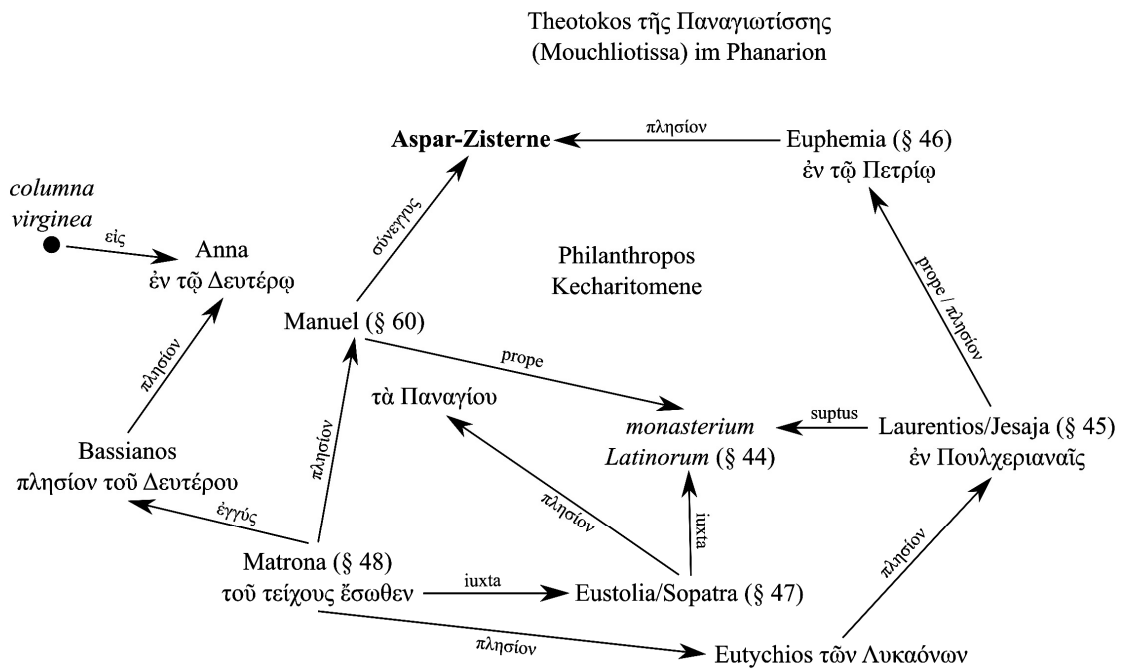 Theotokos τῆς Παναγιωτίσσης
(Mouchliotissa) im Phanarion
Aspar-Zisterne
πλησίον
Euphemia (§ 46)
ἐν τῷ Πετρίῳ
columna
virginea
εἰς
Anna
ἐν τῷ Δευτέρῳ
σύνεγγυς
Philanthropos
Kecharitomene
prope / πλησίον
Manuel (§ 60)
prope
πλησίον
τὰ Παναγίου
πλησίον
monasterium
Latinorum (§ 44)
suptus
Laurentios/Jesaja (§ 45)
ἐν Πουλχεριαναῖς
Bassianos
πλησίον τοῦ Δευτέρου
ἐγγύς
πλησίον
iuxta
πλησίον
Matrona (§ 48)
τοῦ τείχους ἔσωθεν
iuxta
Eustolia/Sopatra (§ 47)
πλησίον
Eutychios τῶν Λυκαόνων